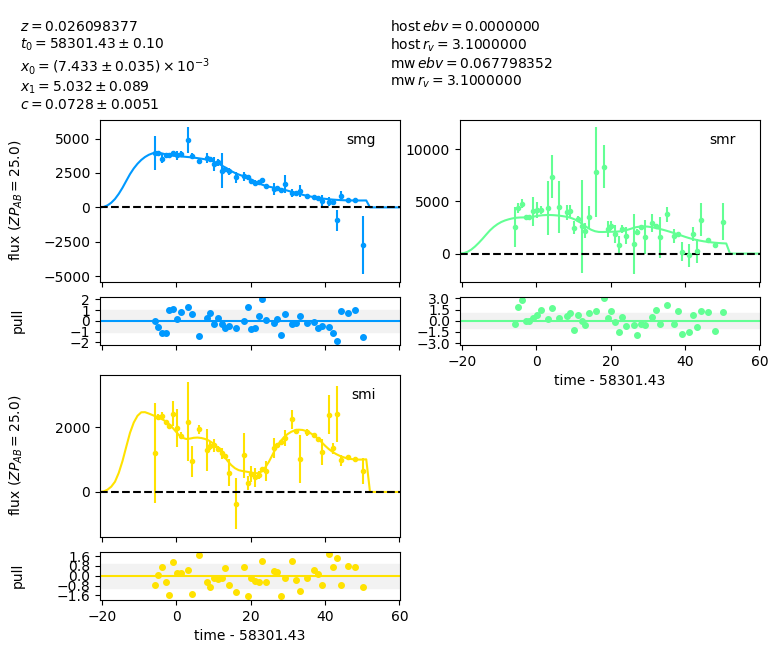 z = 0.026098377
t₀ = 58301.43 ± 0.10
x₀ = (7.433 ± 0.035) × 10⁻³
x₁ = 5.032 ± 0.089
c = 0.0728 ± 0.0051
host ebv = 0.0000000
host r_v = 3.1000000
mw ebv = 0.067798352
mw r_v = 3.1000000
smg
5000
2500
0
−2500
−5000
flux (ZP_AB = 25.0)
2
1
0
−1
−2
pull
smr
10000
5000
0
3.0
1.5
0.0
−1.5
−3.0
−20 0 20 40 60
time - 58301.43
smi
2000
0
flux (ZP_AB = 25.0)
1.6
0.8
0.0
−0.8
−1.6
pull
−20 0 20 40 60
time - 58301.43